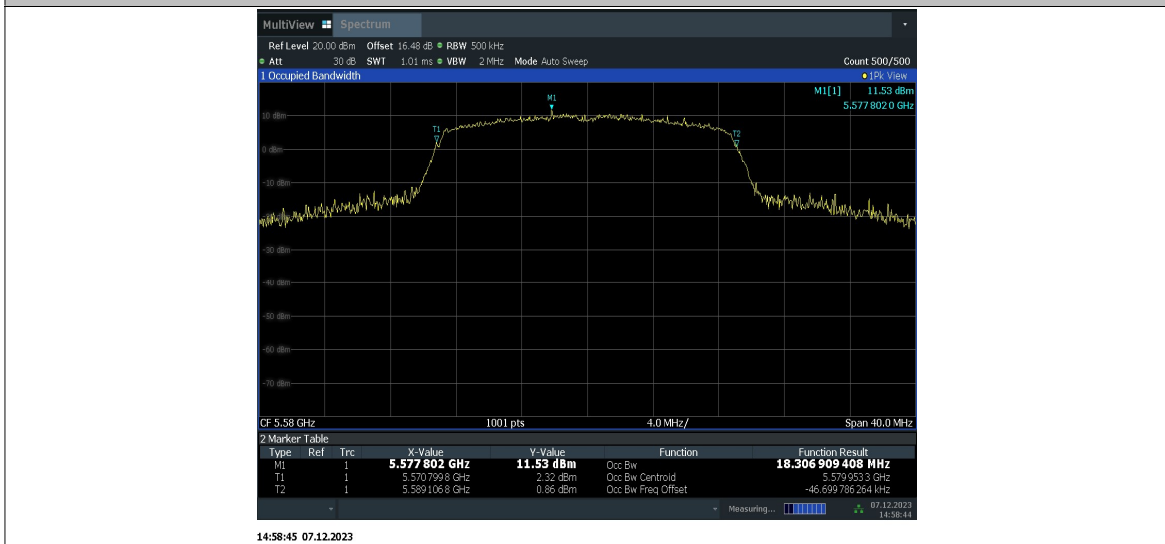 MultiView Spectrum
Ref Level 20.00 dBm Offset 16.48 dB RBW 500 kHz
Att 30 dB SWT 1.01 ms VBW 2 MHz Mode Auto Sweep Count 500/500
1 Occupied Bandwidth 1Pk View
M1[1] 11.53 dBm
5.577 802 0 GHz
M1
10 dBm
T1
T2
0 dBm
-10 dBm
-30 dBm
-40 dBm
-50 dBm
-60 dBm
-70 dBm
CF 5.58 GHz 1001 pts 4.0 MHz/ Span 40.0 MHz
2 Marker Table
Type Ref Trc X-Value Y-Value Function Function Result
M1 1 5.577 802 GHz 11.53 dBm Occ Bw 18.306 909 408 MHz
T1 1 5.570 799 8 GHz 2.32 dBm Occ Bw Centroid 5.579 953 3 GHz
T2 1 5.589 106 8 GHz 0.86 dBm Occ Bw Freq Offset -46.699 786 264 kHz
Measuring... 07.12.2023
14:58:44
14:58:45 07.12.2023